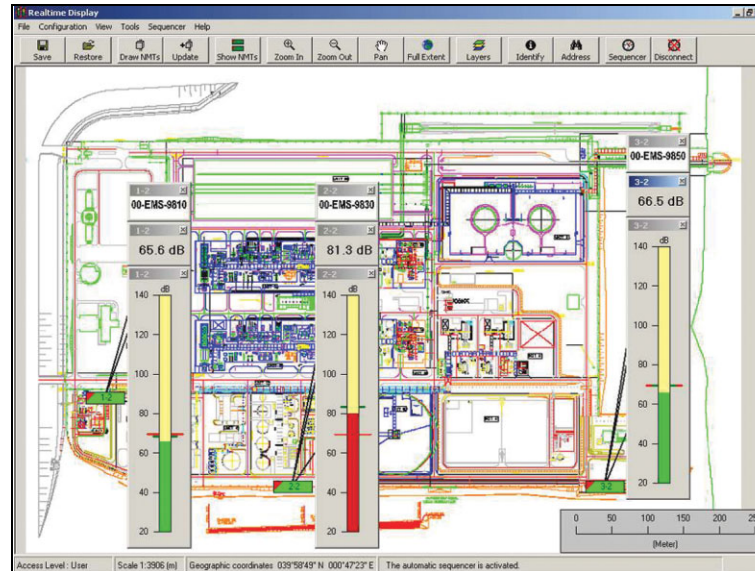 Realtime Display
File Configuration View Tools Sequencer Help
Save Restore Draw NMTs Update Show NMTs Zoom In Zoom Out Pan Full Extent Layers Identify Address Sequencer Disconnect
3-2
00-EMS-9850
1-2
2-2
3-2
00-EMS-9810
00-EMS-9830
66.5 dB
1-2
2-2
3-2
65.6 dB
81.3 dB
dB
140
120
100
80
60
40
20
1-2
dB
140
120
100
80
60
40
20
2-2
dB
140
120
100
80
60
40
20
1-2
2-2
3-2
0 50 100 150 200
(Meter)
Access Level : User Scale 1:3906 (m) Geographic coordinates 039°58'49" N 000°47'23" E The automatic sequencer is activated.